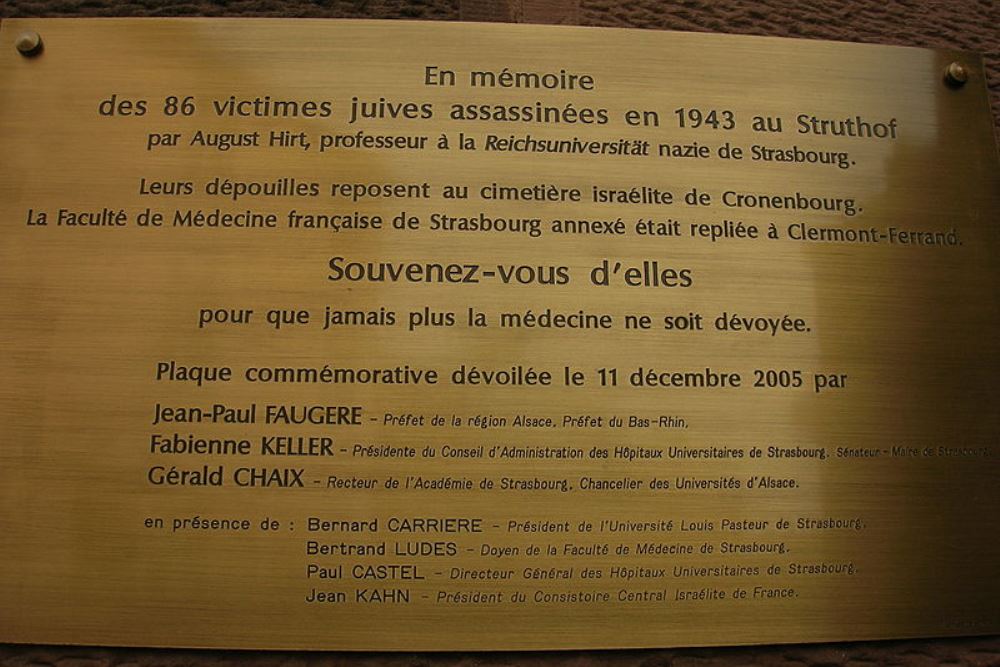 En mémoire
des 86 victimes juives assassinées en 1943 au Struthof
par August Hirt, professeur à la Reichsuniversität nazie de Strasbourg.
Leurs dépouilles reposent au cimetière israélite de Cronenbourg.
La Faculté de Médecine française de Strasbourg annexé était repliée à Clermont-Ferrand.
Souvenez-vous d'elles
pour que jamais plus la médecine ne soit dévoyée.
Plaque commémorative dévoilée le 11 décembre 2005 par
Jean-Paul FAUGERE - Préfet de la région Alsace, Préfet du Bas-Rhin,
Fabienne KELLER - Présidente du Conseil d'Administration des Hôpitaux Universitaires de Strasbourg, Sénateur-Maire de Strasbourg,
Gérald CHAIX - Recteur de l'Académie de Strasbourg, Chancelier des Universités d'Alsace.
en présence de : Bernard CARRIERE - Président de l'Université Louis Pasteur de Strasbourg,
Bertrand LUDES - Doyen de la Faculté de Médecine de Strasbourg,
Paul CASTEL - Directeur Général des Hôpitaux Universitaires de Strasbourg,
Jean KAHN - Président du Consistoire Central Israélite de France.